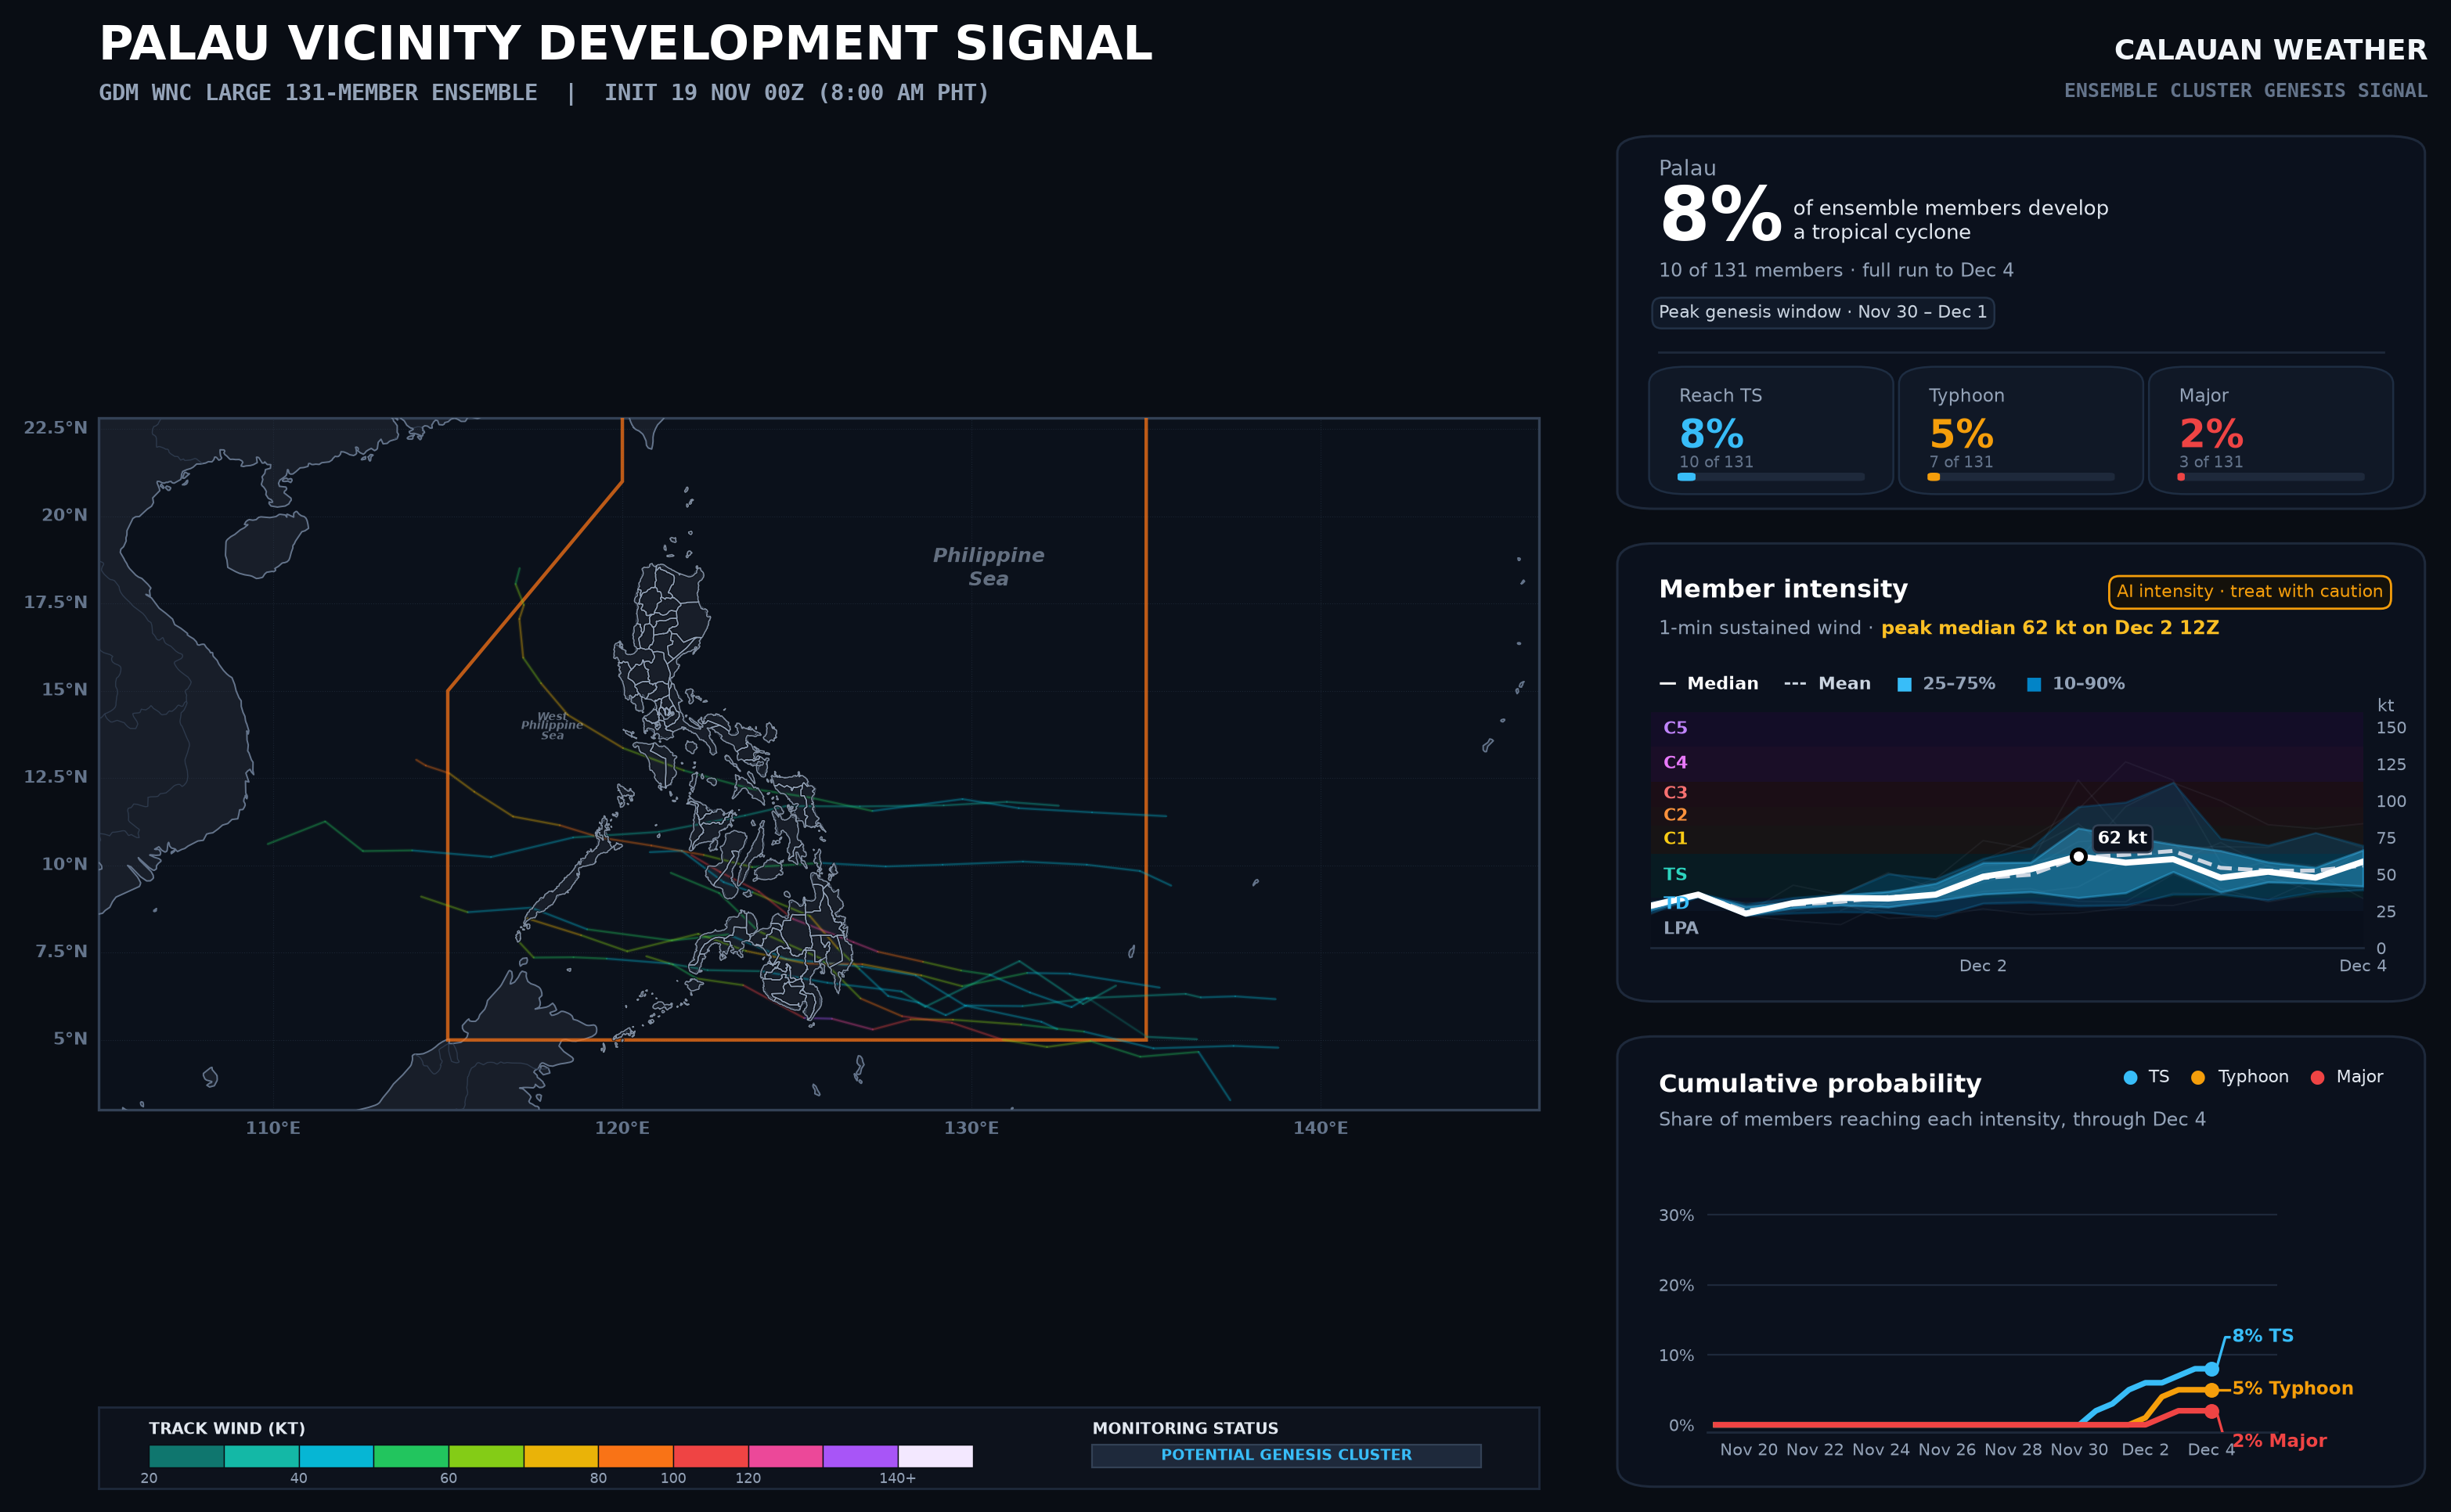 PALAU VICINITY DEVELOPMENT SIGNAL
GDM WNC LARGE 131-MEMBER ENSEMBLE | INIT 19 NOV 00Z (8:00 AM PHT)
CALAUAN WEATHER
ENSEMBLE CLUSTER GENESIS SIGNAL
22.5°N
20°N
17.5°N
15°N
12.5°N
10°N
7.5°N
5°N
110°E
120°E
130°E
140°E
Philippine
Sea
West
Philippine
Sea
TRACK WIND (KT)
20
40
60
80
100
120
140+
MONITORING STATUS
POTENTIAL GENESIS CLUSTER
Palau
8% of ensemble members develop
a tropical cyclone
10 of 131 members · full run to Dec 4
Peak genesis window · Nov 30 – Dec 1
Reach TS
8%
10 of 131
Typhoon
5%
7 of 131
Major
2%
3 of 131
Member intensity
AI intensity · treat with caution
1-min sustained wind · peak median 62 kt on Dec 2 12Z
Median
Mean
25–75%
10–90%
kt
C5
C4
C3
C2
C1
TS
TD
LPA
62 kt
150
125
100
75
50
25
0
Dec 2
Dec 4
Cumulative probability
TS
Typhoon
Major
Share of members reaching each intensity, through Dec 4
30%
20%
10%
0%
8% TS
5% Typhoon
2% Major
Nov 20
Nov 22
Nov 24
Nov 26
Nov 28
Nov 30
Dec 2
Dec 4